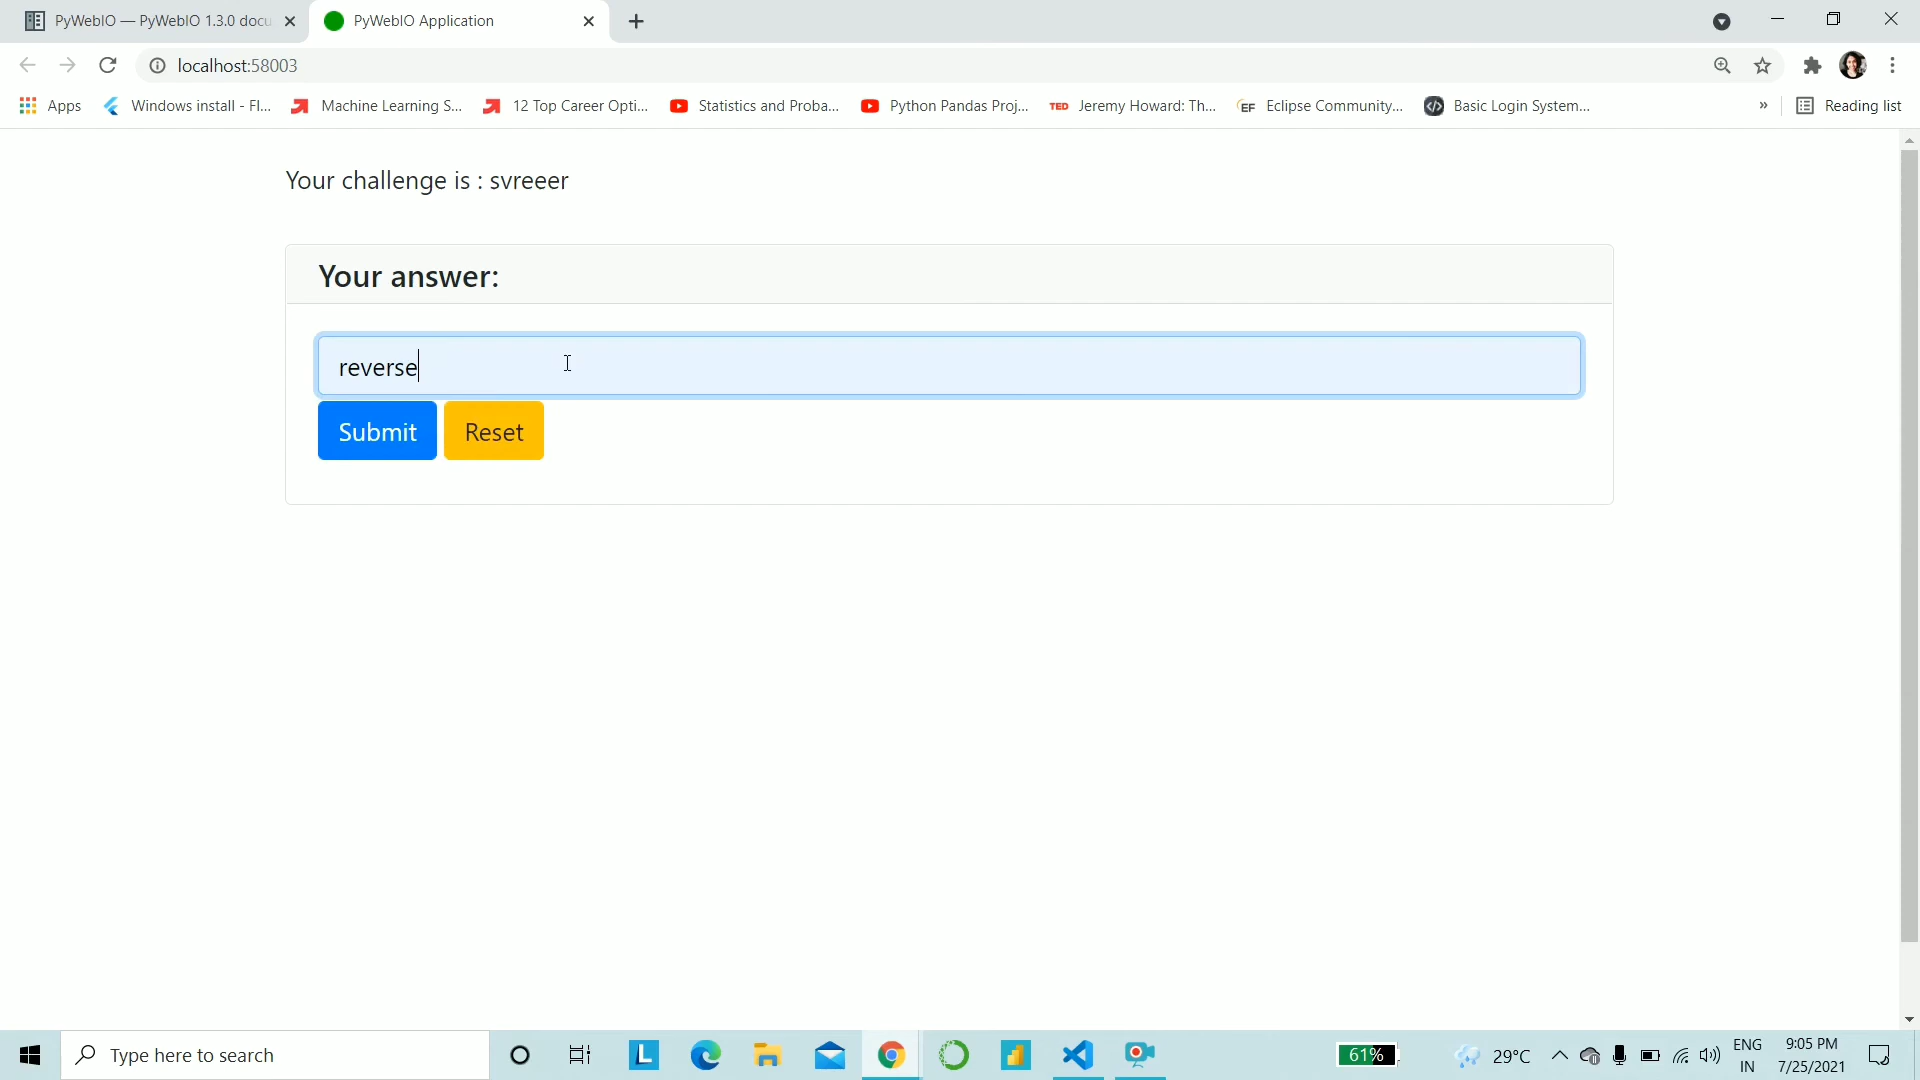 PyWebIO — PyWebIO 1.3.0 docu
PyWebIO Application
localhost:58003
Apps
Windows install - Fl...
Machine Learning S...
12 Top Career Opti...
Statistics and Proba...
Python Pandas Proj...
TED
Jeremy Howard: Th...
EF
Eclipse Community...
Basic Login System...
»
Reading list
Your challenge is : svreeer
Your answer:
reverse
Submit
Reset
Type here to search
L
61%
29°C
ENG
IN
9:05 PM
7/25/2021